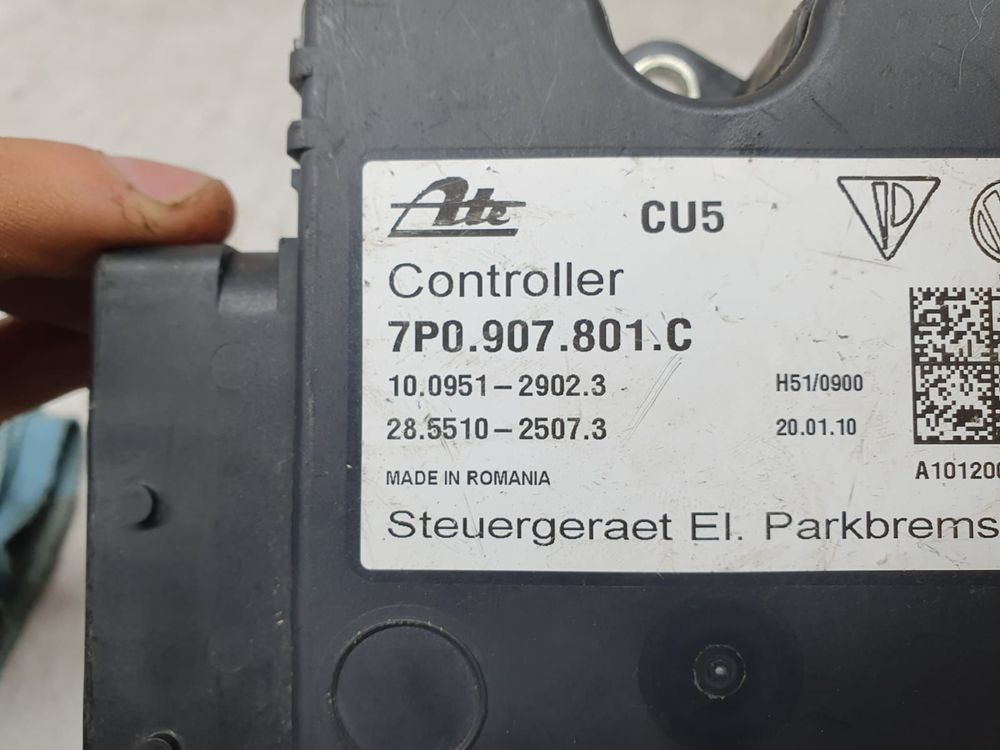 Ate
CU5
Controller
7P0.907.801.C
10.0951-2902.3
H51/0900
28.5510-2507.3
20.01.10
MADE IN ROMANIA
Steuergeraet El. Parkbrems